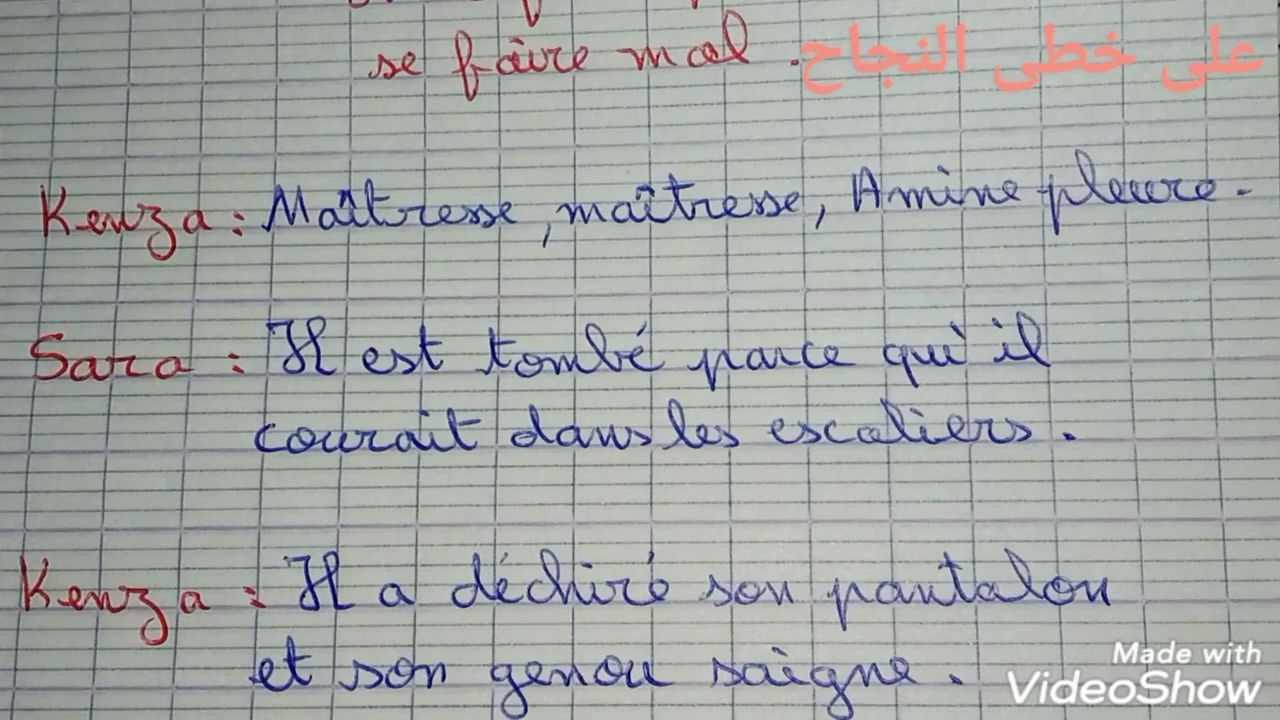 se faire mal. على خطى النجاح
Kenza : Maîtresse, maîtresse, Amine pleure.
Sara : Il est tombé parce qu'il
courait dans les escaliers.
Kenza : Il a déchiré son pantalon
et son genou saigne.
Made with
VideoShow